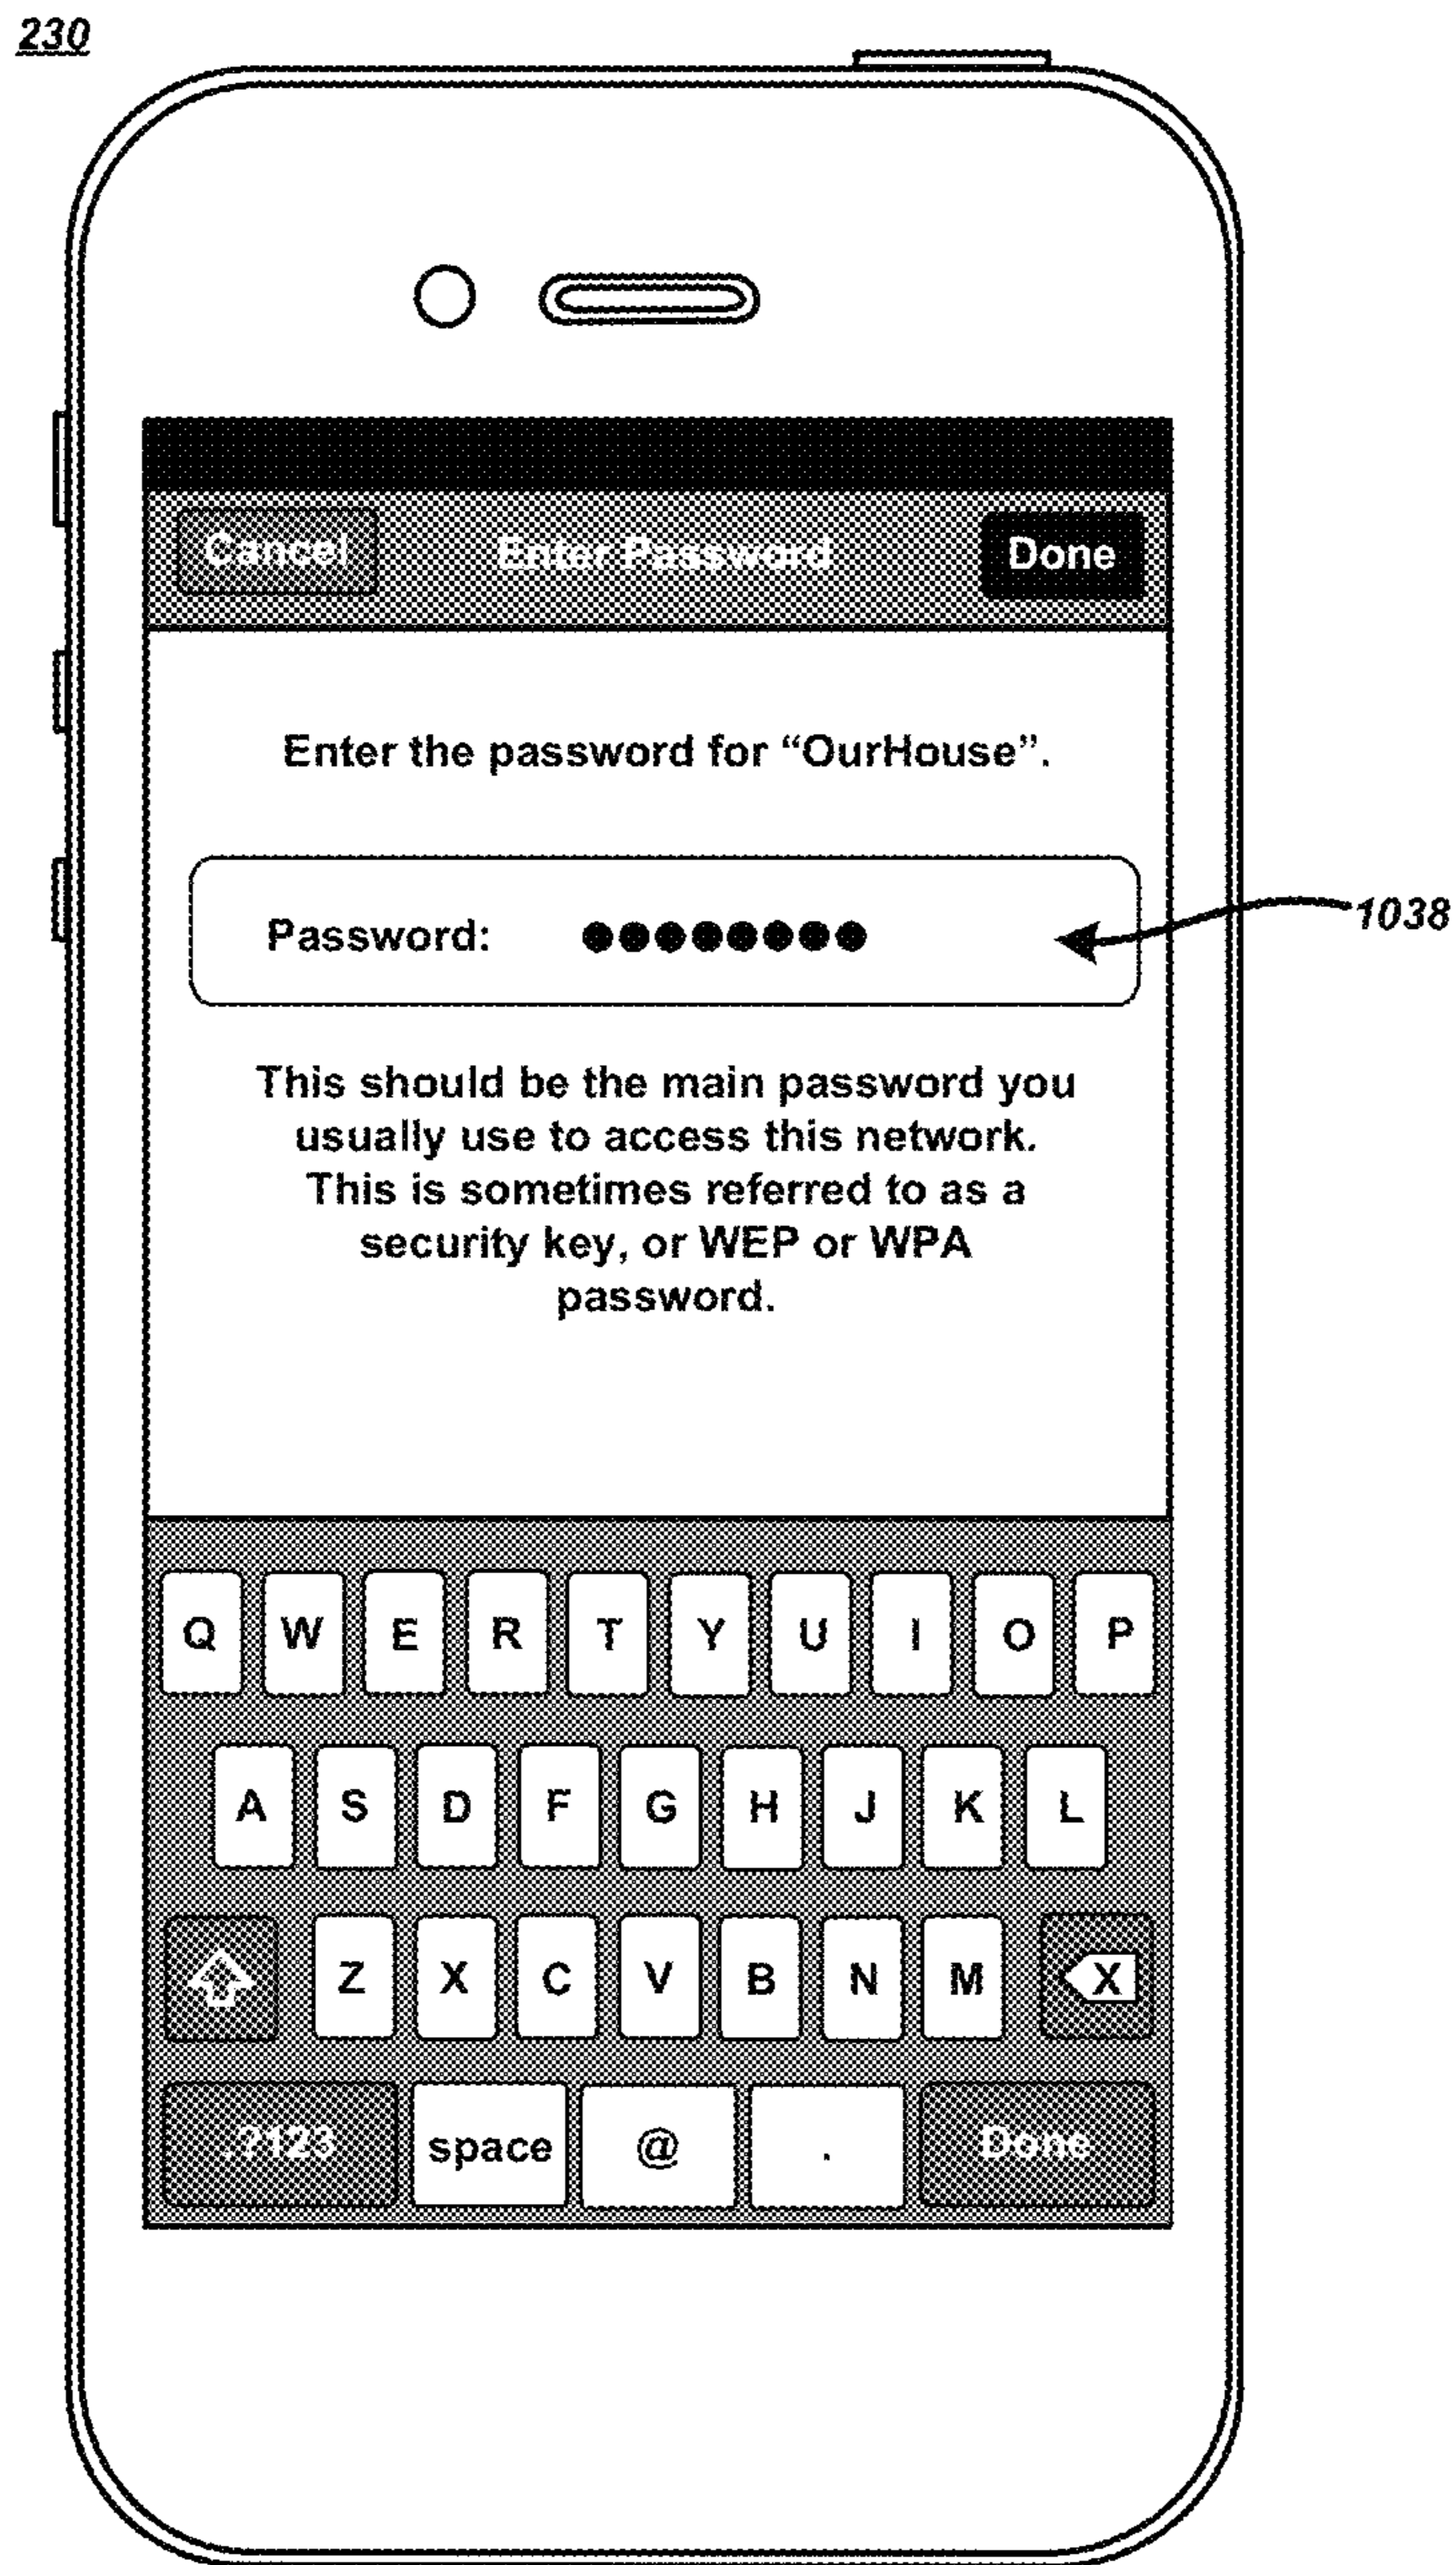 230
Cancel Enter Password Done
Enter the password for “OurHouse”.
Password: ●●●●●●●●
1038
This should be the main password you
usually use to access this network.
This is sometimes referred to as a
security key, or WEP or WPA
password.
Q W E R T Y U I O P
A S D F G H J K L
Z X C V B N M X
.?123 space @ . Done